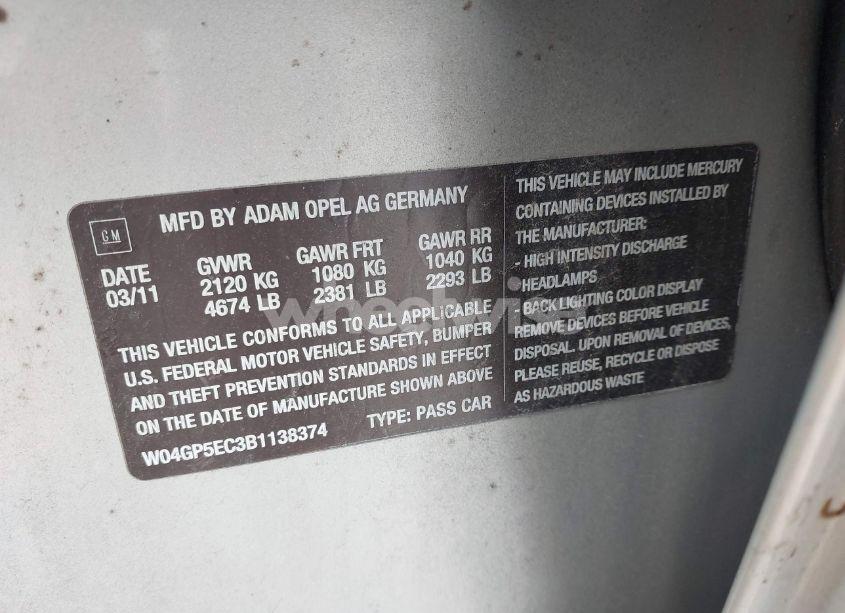 GM
MFD BY ADAM OPEL AG GERMANY
DATE GVWR GAWR FRT GAWR RR
03/11 2120 KG 1080 KG 1040 KG
4674 LB 2381 LB 2293 LB
THIS VEHICLE CONFORMS TO ALL APPLICABLE
U.S. FEDERAL MOTOR VEHICLE SAFETY, BUMPER
AND THEFT PREVENTION STANDARDS IN EFFECT
ON THE DATE OF MANUFACTURE SHOWN ABOVE
W04GP5EC3B1138374 TYPE: PASS CAR
THIS VEHICLE MAY INCLUDE MERCURY
CONTAINING DEVICES INSTALLED BY
THE MANUFACTURER:
- HIGH INTENSITY DISCHARGE
HEADLAMPS
- BACK LIGHTING COLOR DISPLAY
REMOVE DEVICES BEFORE VEHICLE
DISPOSAL. UPON REMOVAL OF DEVICES,
PLEASE REUSE, RECYCLE OR DISPOSE
AS HAZARDOUS WASTE